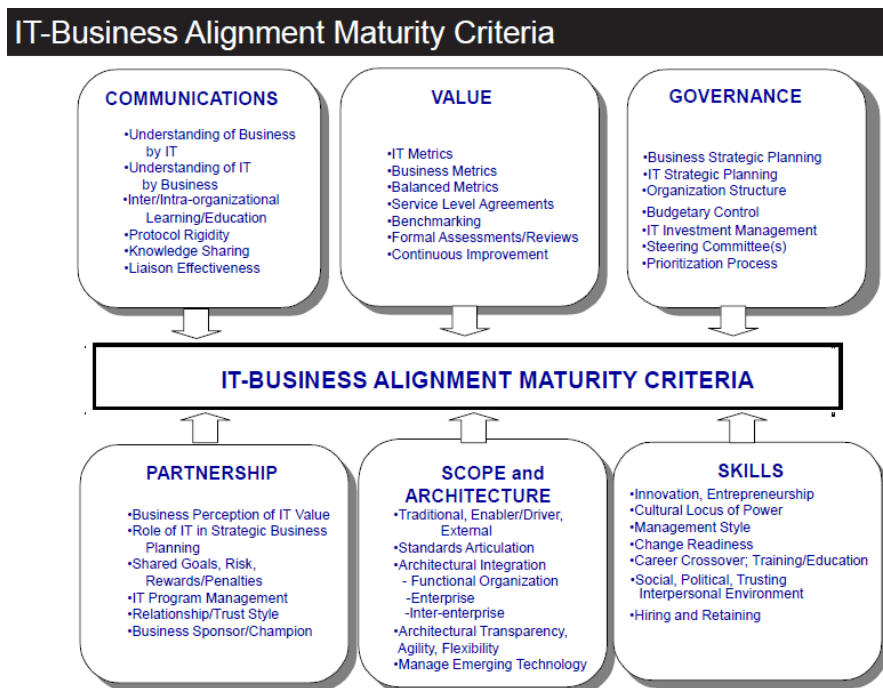 IT-Business Alignment Maturity Criteria
COMMUNICATIONS
•Understanding of Business
by IT
•Understanding of IT
by Business
•Inter/Intra-organizational
Learning/Education
•Protocol Rigidity
•Knowledge Sharing
•Liaison Effectiveness
VALUE
•IT Metrics
•Business Metrics
•Balanced Metrics
•Service Level Agreements
•Benchmarking
•Formal Assessments/Reviews
•Continuous Improvement
GOVERNANCE
•Business Strategic Planning
•IT Strategic Planning
•Organization Structure
•Budgetary Control
•IT Investment Management
•Steering Committee(s)
•Prioritization Process
IT-BUSINESS ALIGNMENT MATURITY CRITERIA
PARTNERSHIP
•Business Perception of IT Value
•Role of IT in Strategic Business
Planning
•Shared Goals, Risk,
Rewards/Penalties
•IT Program Management
•Relationship/Trust Style
•Business Sponsor/Champion
SCOPE and
ARCHITECTURE
•Traditional, Enabler/Driver,
External
•Standards Articulation
•Architectural Integration
- Functional Organization
-Enterprise
-Inter-enterprise
•Architectural Transparency,
Agility, Flexibility
•Manage Emerging Technology
SKILLS
•Innovation, Entrepreneurship
•Cultural Locus of Power
•Management Style
•Change Readiness
•Career Crossover; Training/Education
•Social, Political, Trusting
Interpersonal Environment
•Hiring and Retaining